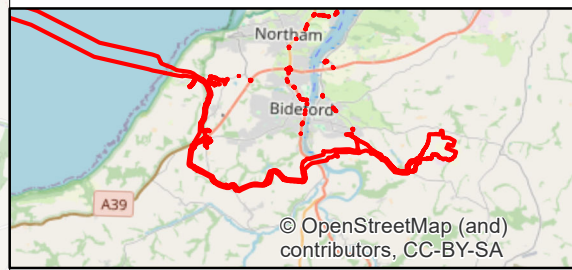 Northam
Bideford
A39
© OpenStreetMap (and)
contributors, CC-BY-SA